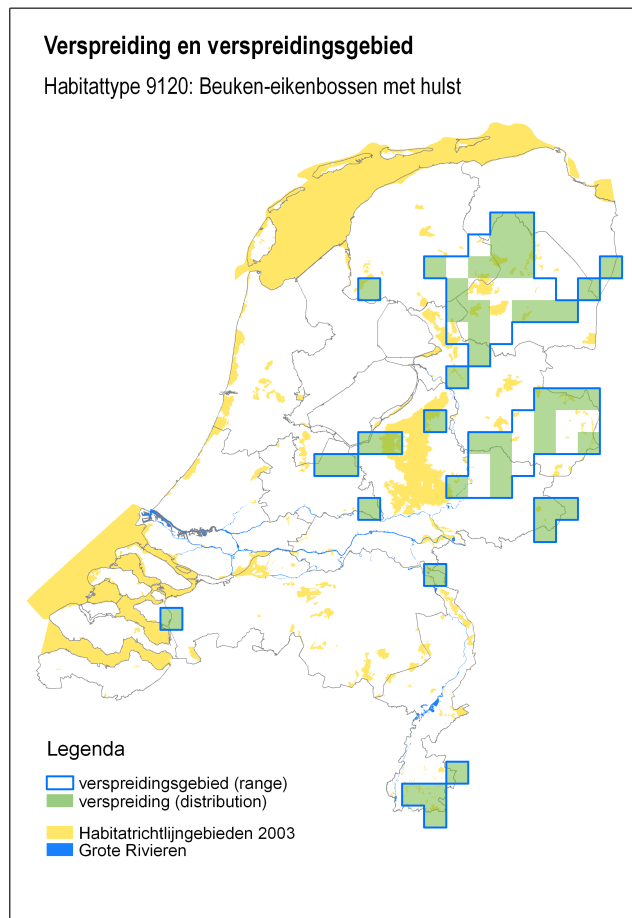 Verspreiding en verspreidingsgebied
Habitattype 9120: Beuken-eikenbossen met hulst
Legenda
verspreidingsgebied (range)
verspreiding (distribution)
Habitatrichtlijngebieden 2003
Grote Rivieren